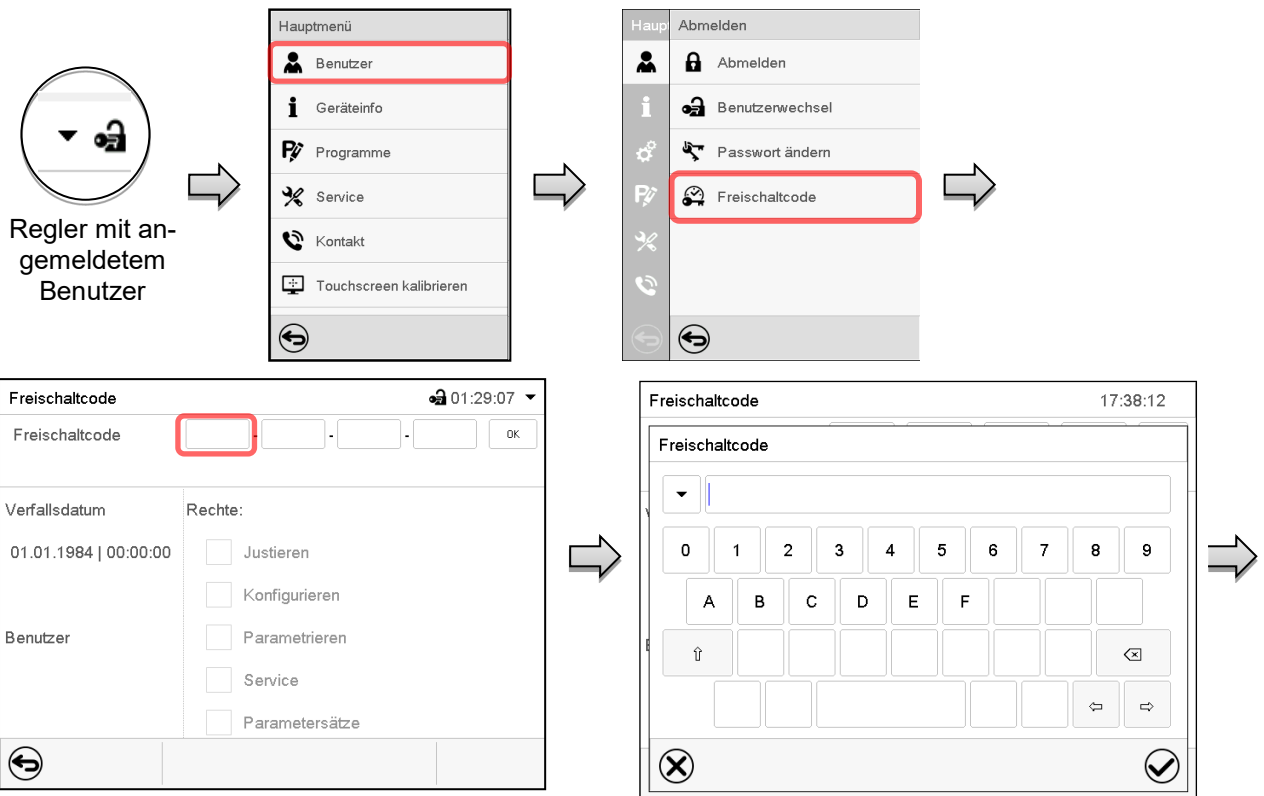 Hauptmenü
Benutzer
Geräteinfo
Programme
Service
Kontakt
Touchscreen kalibrieren
Regler mit an-
gemeldetem
Benutzer
Haupt
Abmelden
Abmelden
Benutzerwechsel
Passwort ändern
Freischaltcode
Freischaltcode 01:29:07
Freischaltcode - - - OK
Verfallsdatum Rechte:
01.01.1984 | 00:00:00 Justieren
Konfigurieren
Benutzer Parametrieren
Service
Parametersätze
Freischaltcode 17:38:12
Freischaltcode
0 1 2 3 4 5 6 7 8 9
A B C D E F